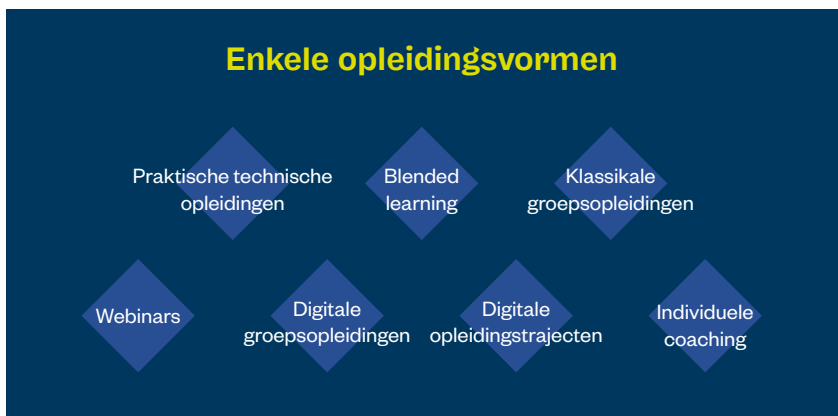 Enkele opleidingsvormen
Praktische technische
opleidingen
Blended
learning
Klassikale
groepsopleidingen
Webinars
Digitale
groepsopleidingen
Digitale
opleidingstrajecten
Individuele
coaching